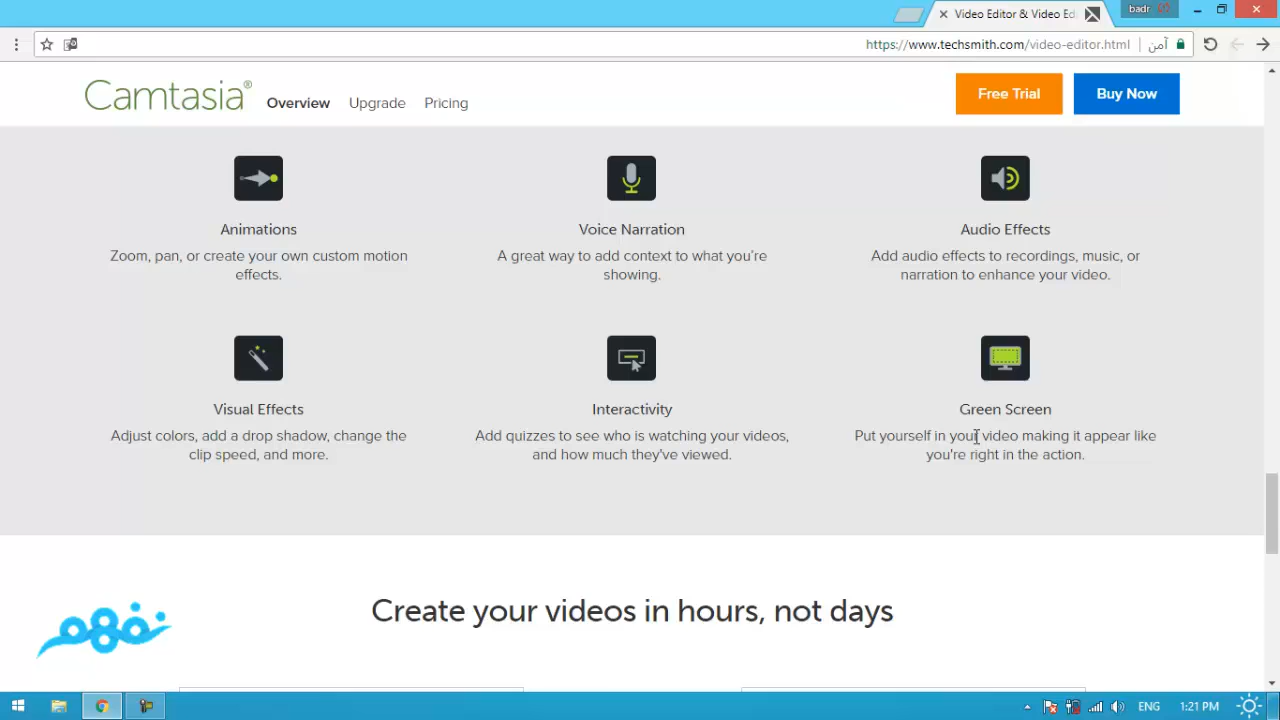 Video Editor & Video Ed
badr
https://www.techsmith.com/video-editor.html
آمن
Camtasia®
Overview
Upgrade
Pricing
Free Trial
Buy Now
Animations
Zoom, pan, or create your own custom motion
effects.
Voice Narration
A great way to add context to what you're
showing.
Audio Effects
Add audio effects to recordings, music, or
narration to enhance your video.
Visual Effects
Adjust colors, add a drop shadow, change the
clip speed, and more.
Interactivity
Add quizzes to see who is watching your videos,
and how much they've viewed.
Green Screen
Put yourself in your video making it appear like
you're right in the action.
Create your videos in hours, not days
نفهم
ENG
1:21 PM